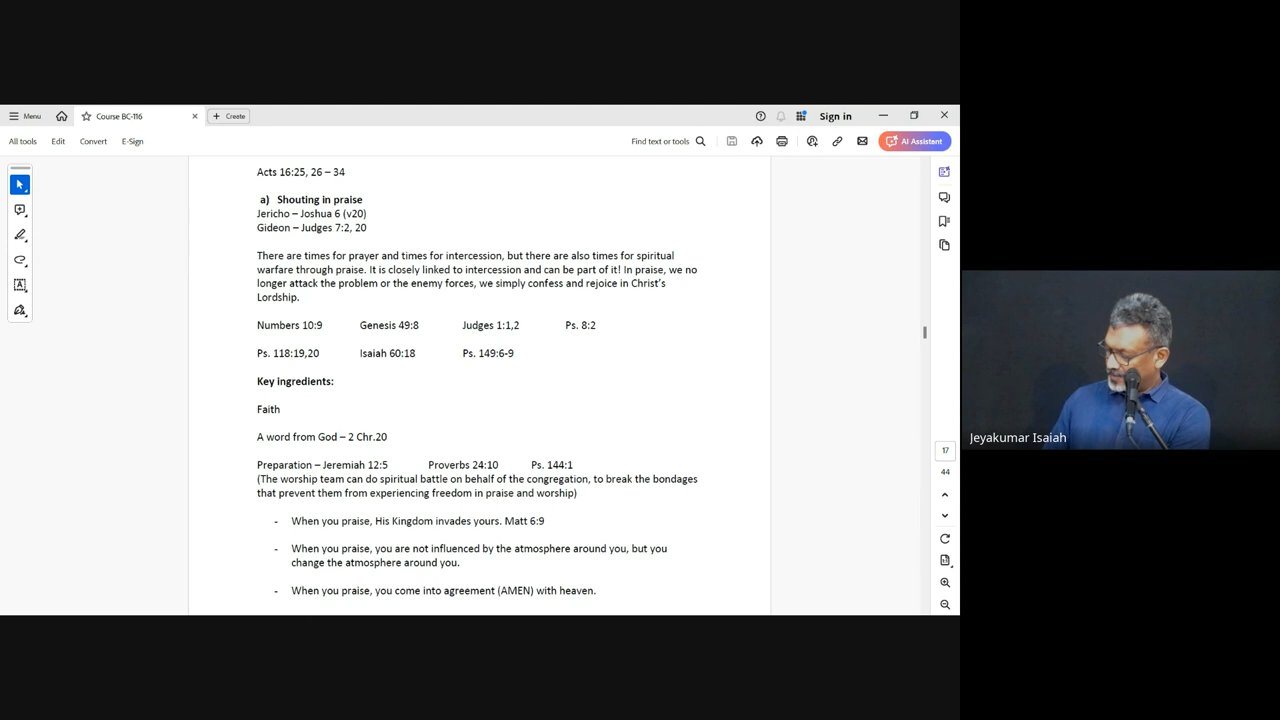 Menu
Course BC-116
Create
Sign in
All tools
Edit
Convert
E-Sign
Find text or tools
AI Assistant
Acts 16:25, 26 – 34
a) Shouting in praise
Jericho – Joshua 6 (v20)
Gideon – Judges 7:2, 20
There are times for prayer and times for intercession, but there are also times for spiritual
warfare through praise. It is closely linked to intercession and can be part of it! In praise, we no
longer attack the problem or the enemy forces, we simply confess and rejoice in Christ's
Lordship.
Numbers 10:9 Genesis 49:8 Judges 1:1,2 Ps. 8:2
Ps. 118:19,20 Isaiah 60:18 Ps. 149:6-9
Key ingredients:
Faith
A word from God – 2 Chr.20
Preparation – Jeremiah 12:5 Proverbs 24:10 Ps. 144:1
(The worship team can do spiritual battle on behalf of the congregation, to break the bondages
that prevent them from experiencing freedom in praise and worship)
- When you praise, His Kingdom invades yours. Matt 6:9
- When you praise, you are not influenced by the atmosphere around you, but you
change the atmosphere around you.
- When you praise, you come into agreement (AMEN) with heaven.
17
44
Jeyakumar Isaiah